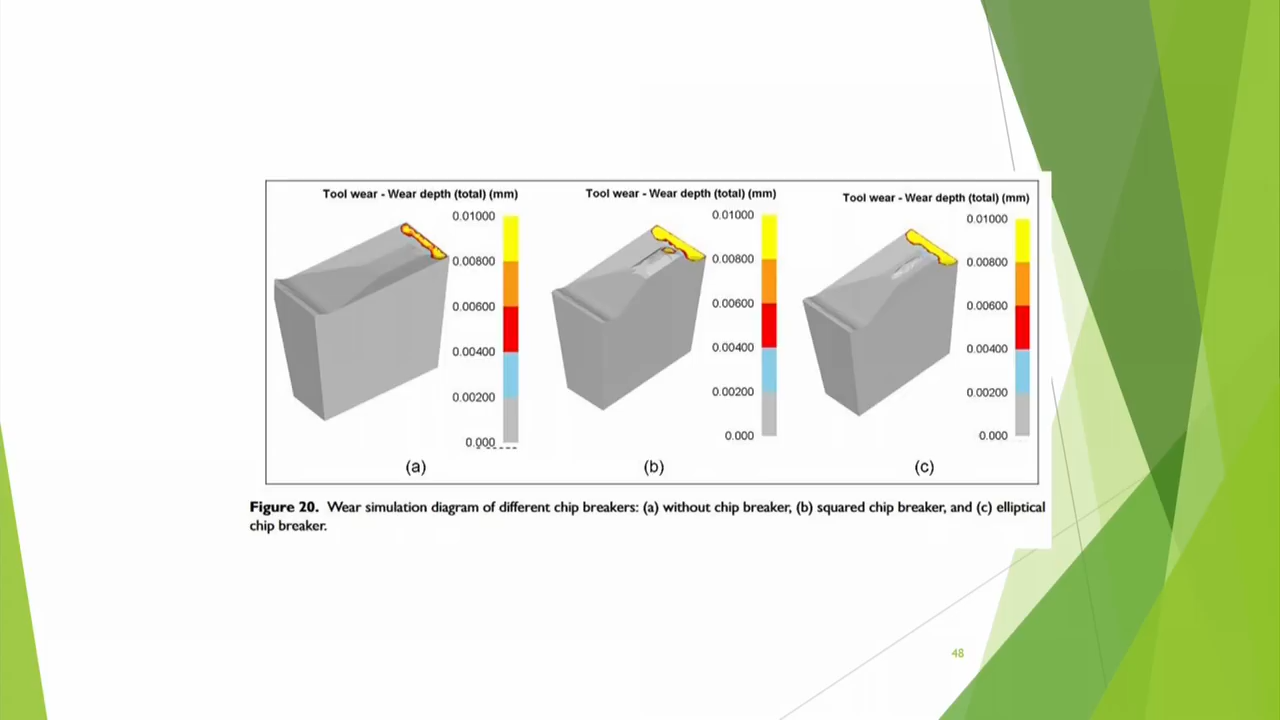 Tool wear - Wear depth (total) (mm)
0.01000
0.00800
0.00600
0.00400
0.00200
0.000
(a)
Tool wear - Wear depth (total) (mm)
0.01000
0.00800
0.00600
0.00400
0.00200
0.000
(b)
Tool wear - Wear depth (total) (mm)
0.01000
0.00800
0.00600
0.00400
0.00200
0.000
(c)
Figure 20. Wear simulation diagram of different chip breakers: (a) without chip breaker, (b) squared chip breaker, and (c) elliptical
chip breaker.
48